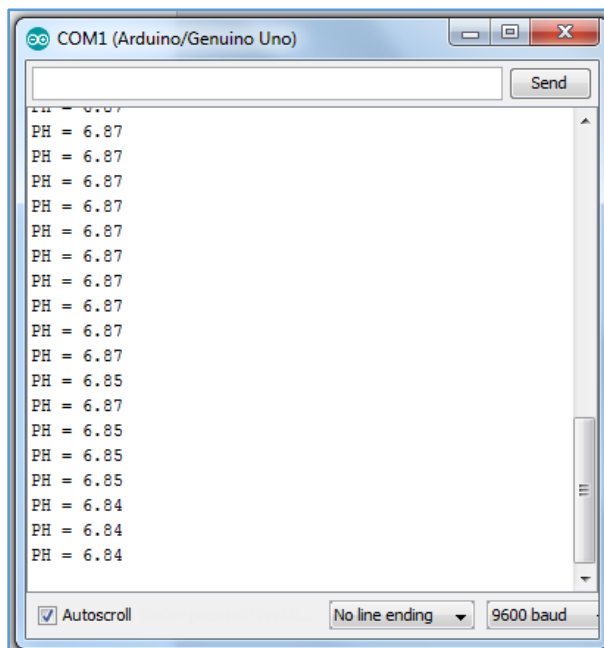 COM1 (Arduino/Genuino Uno)
Send
PH = 6.87
PH = 6.87
PH = 6.87
PH = 6.87
PH = 6.87
PH = 6.87
PH = 6.87
PH = 6.87
PH = 6.87
PH = 6.87
PH = 6.87
PH = 6.85
PH = 6.87
PH = 6.85
PH = 6.85
PH = 6.85
PH = 6.84
PH = 6.84
PH = 6.84
Autoscroll
No line ending
9600 baud